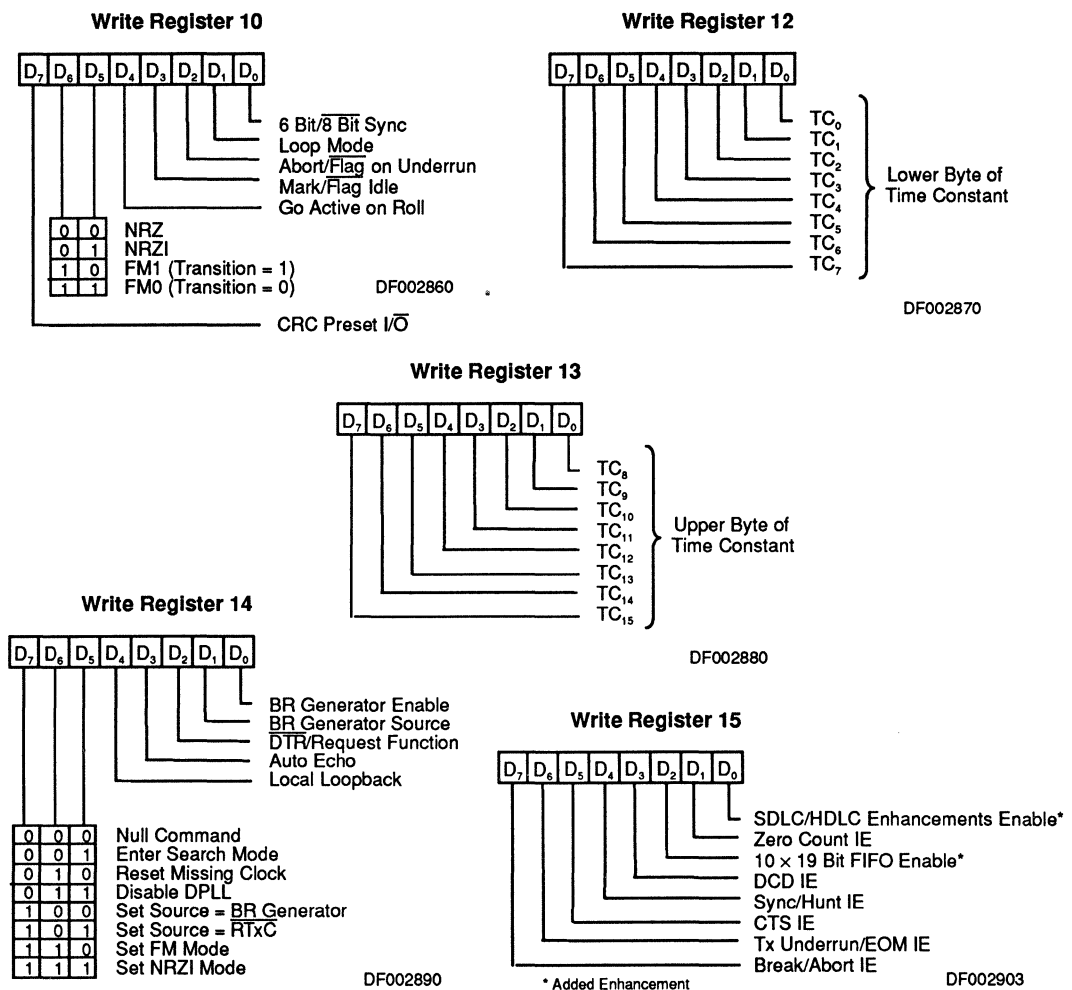 Write Register 10
D7 D6 D5 D4 D3 D2 D1 D0
6 Bit/8 Bit Sync
Loop Mode
Abort/Flag on Underrun
Mark/Flag Idle
Go Active on Roll
0 0 NRZ
0 1 NRZI
1 0 FM1 (Transition = 1)
1 1 FM0 (Transition = 0)
DF002860
CRC Preset I/O
Write Register 12
D7 D6 D5 D4 D3 D2 D1 D0
TC0
TC1
TC2
TC3
TC4
TC5
TC6
TC7
Lower Byte of
Time Constant
DF002870
Write Register 13
D7 D6 D5 D4 D3 D2 D1 D0
TC8
TC9
TC10
TC11
TC12
TC13
TC14
TC15
Upper Byte of
Time Constant
DF002880
Write Register 14
D7 D6 D5 D4 D3 D2 D1 D0
BR Generator Enable
BR Generator Source
DTR/Request Function
Auto Echo
Local Loopback
0 0 0 Null Command
0 0 1 Enter Search Mode
0 1 0 Reset Missing Clock
0 1 1 Disable DPLL
1 0 0 Set Source = BR Generator
1 0 1 Set Source = RTxC
1 1 0 Set FM Mode
1 1 1 Set NRZI Mode
DF002890
Write Register 15
D7 D6 D5 D4 D3 D2 D1 D0
SDLC/HDLC Enhancements Enable*
Zero Count IE
10 × 19 Bit FIFO Enable*
DCD IE
Sync/Hunt IE
CTS IE
Tx Underrun/EOM IE
Break/Abort IE
* Added Enhancement
DF002903